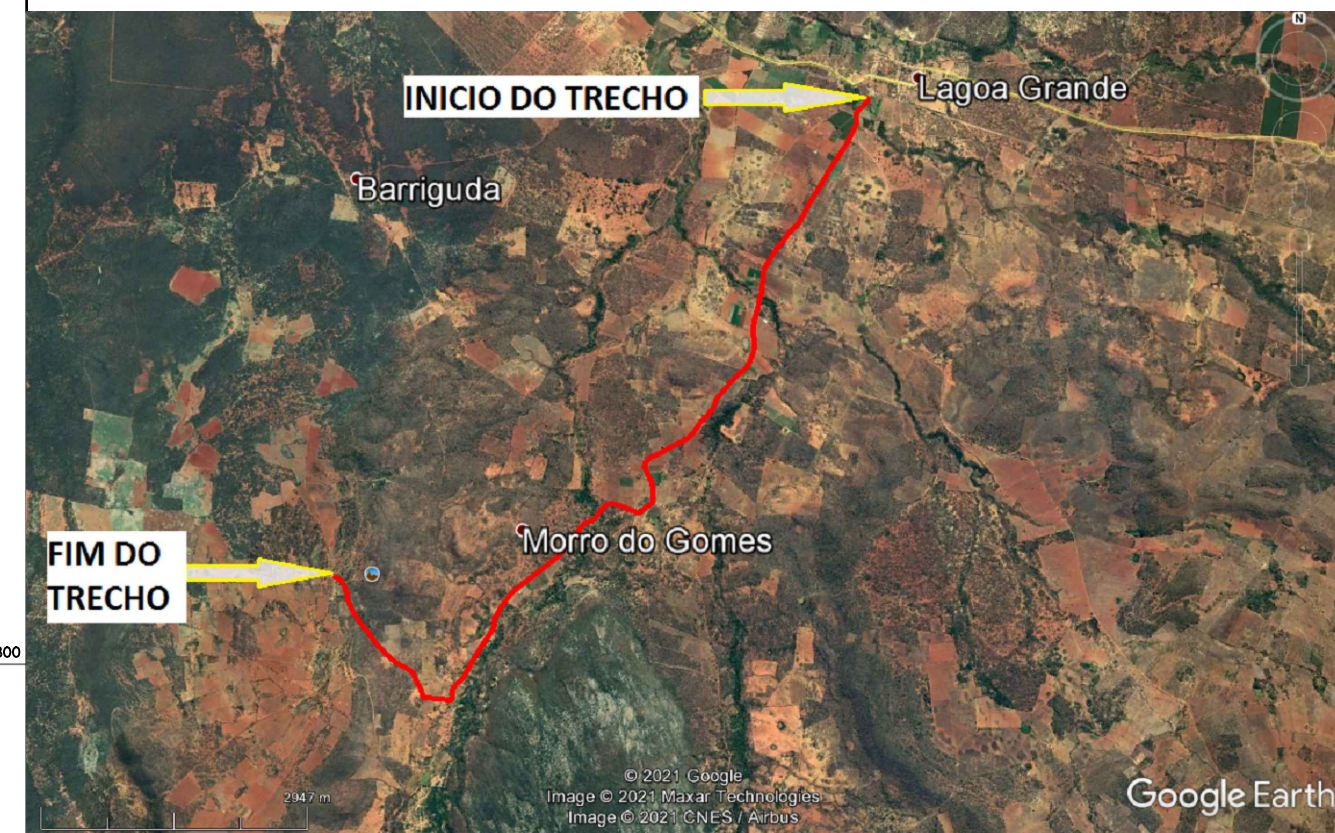 N
INICIO DO TRECHO
Lagoa Grande
Barriguda
Morro do Gomes
FIM DO
TRECHO
300
2947 m
© 2021 Google
Image © 2021 Maxar Technologies
Image © 2021 CNES / Airbus
Google Earth